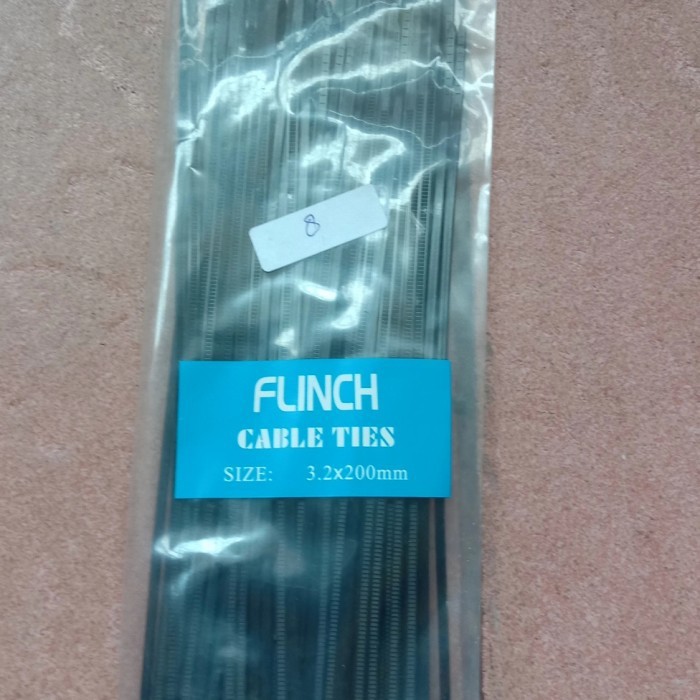 8
FLINCH
CABLE TIES
SIZE: 3.2x200mm